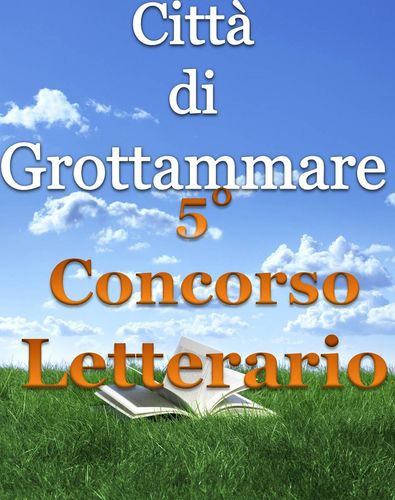 Città
di
Grottammare
5°
Concorso
Letterario